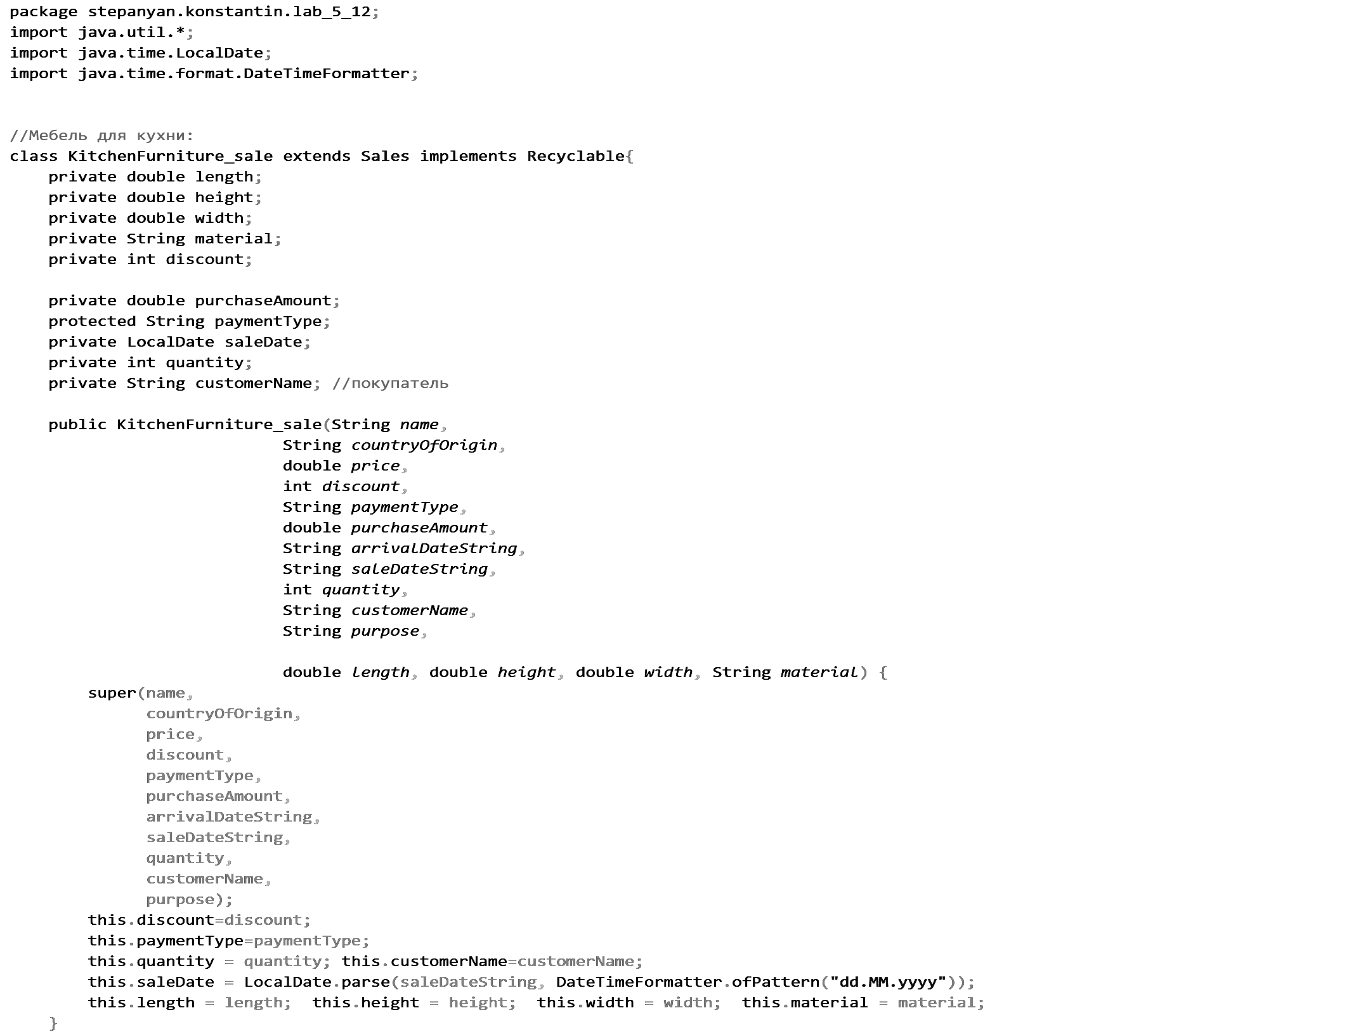 package stepanyan.konstantin.lab_5_12;
import java.util.*;
import java.time.LocalDate;
import java.time.format.DateTimeFormatter;
//Мебель для кухни:
class KitchenFurniture_sale extends Sales implements Recyclable{
    private double length;
    private double height;
    private double width;
    private String material;
    private int discount;
    private double purchaseAmount;
    protected String paymentType;
    private LocalDate saleDate;
    private int quantity;
    private String customerName; //покупатель
    public KitchenFurniture_sale(String name,
                            String countryOfOrigin,
                            double price,
                            int discount,
                            String paymentType,
                            double purchaseAmount,
                            String arrivalDateString,
                            String saleDateString,
                            int quantity,
                            String customerName,
                            String purpose,
                            double length, double height, double width, String material) {
        super(name,
              countryOfOrigin,
              price,
              discount,
              paymentType,
              purchaseAmount,
              arrivalDateString,
              saleDateString,
              quantity,
              customerName,
              purpose);
        this.discount=discount;
        this.paymentType=paymentType;
        this.quantity = quantity; this.customerName=customerName;
        this.saleDate = LocalDate.parse(saleDateString, DateTimeFormatter.ofPattern("dd.MM.yyyy"));
        this.length = length;  this.height = height;  this.width = width;  this.material = material;
    }